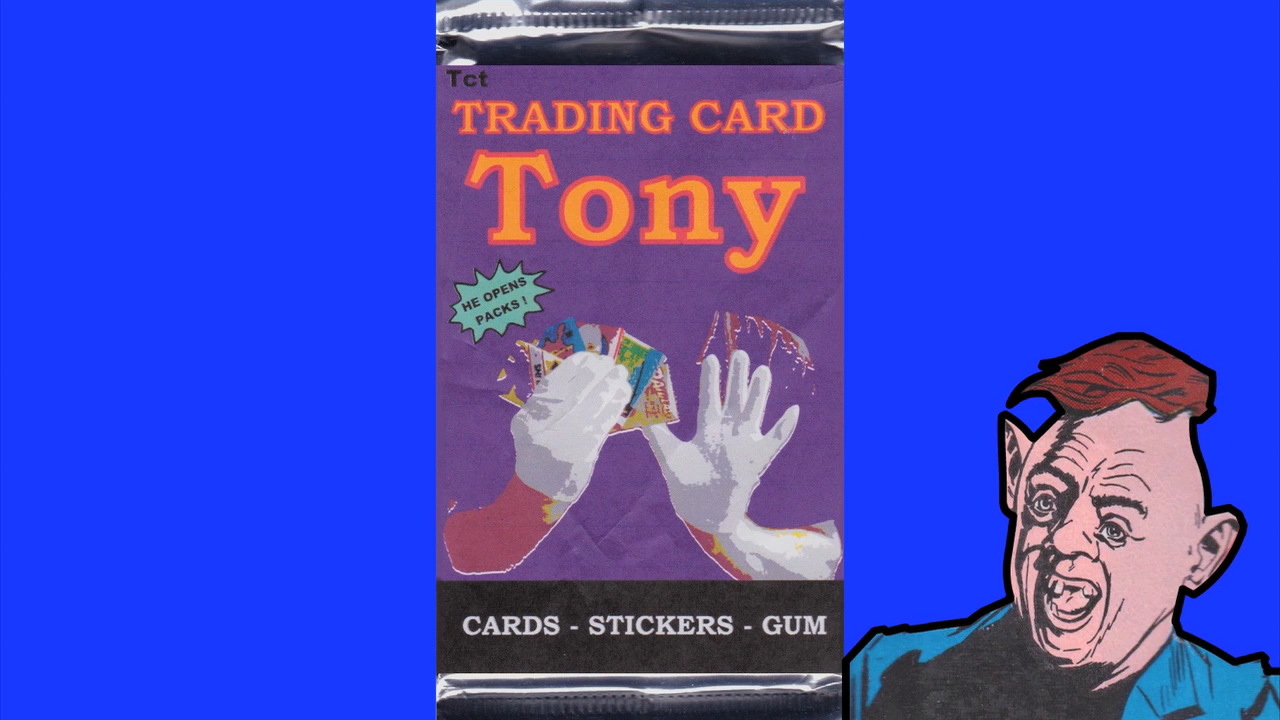 Tct
TRADING CARD
Tony
HE OPENS
PACKS !
CARDS - STICKERS - GUM